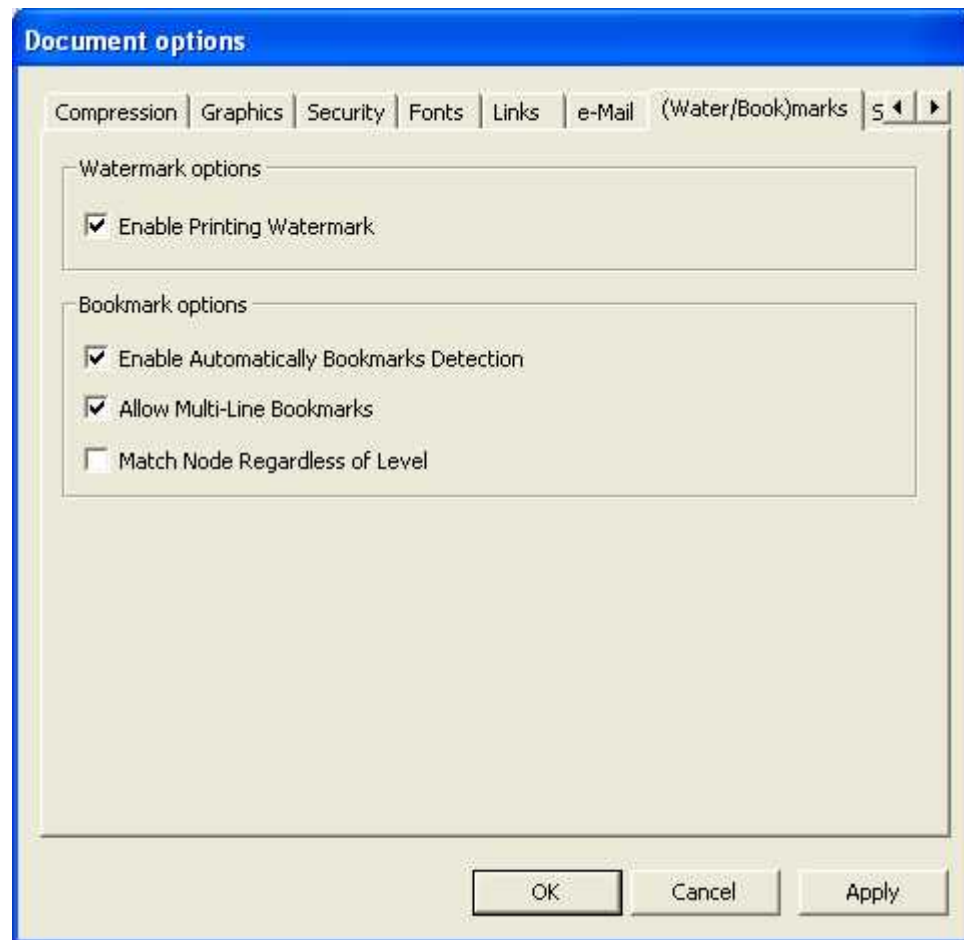 Document options
Compression Graphics Security Fonts Links e-Mail (Water/Book)marks S
Watermark options
Enable Printing Watermark
Bookmark options
Enable Automatically Bookmarks Detection
Allow Multi-Line Bookmarks
Match Node Regardless of Level
OK Cancel Apply